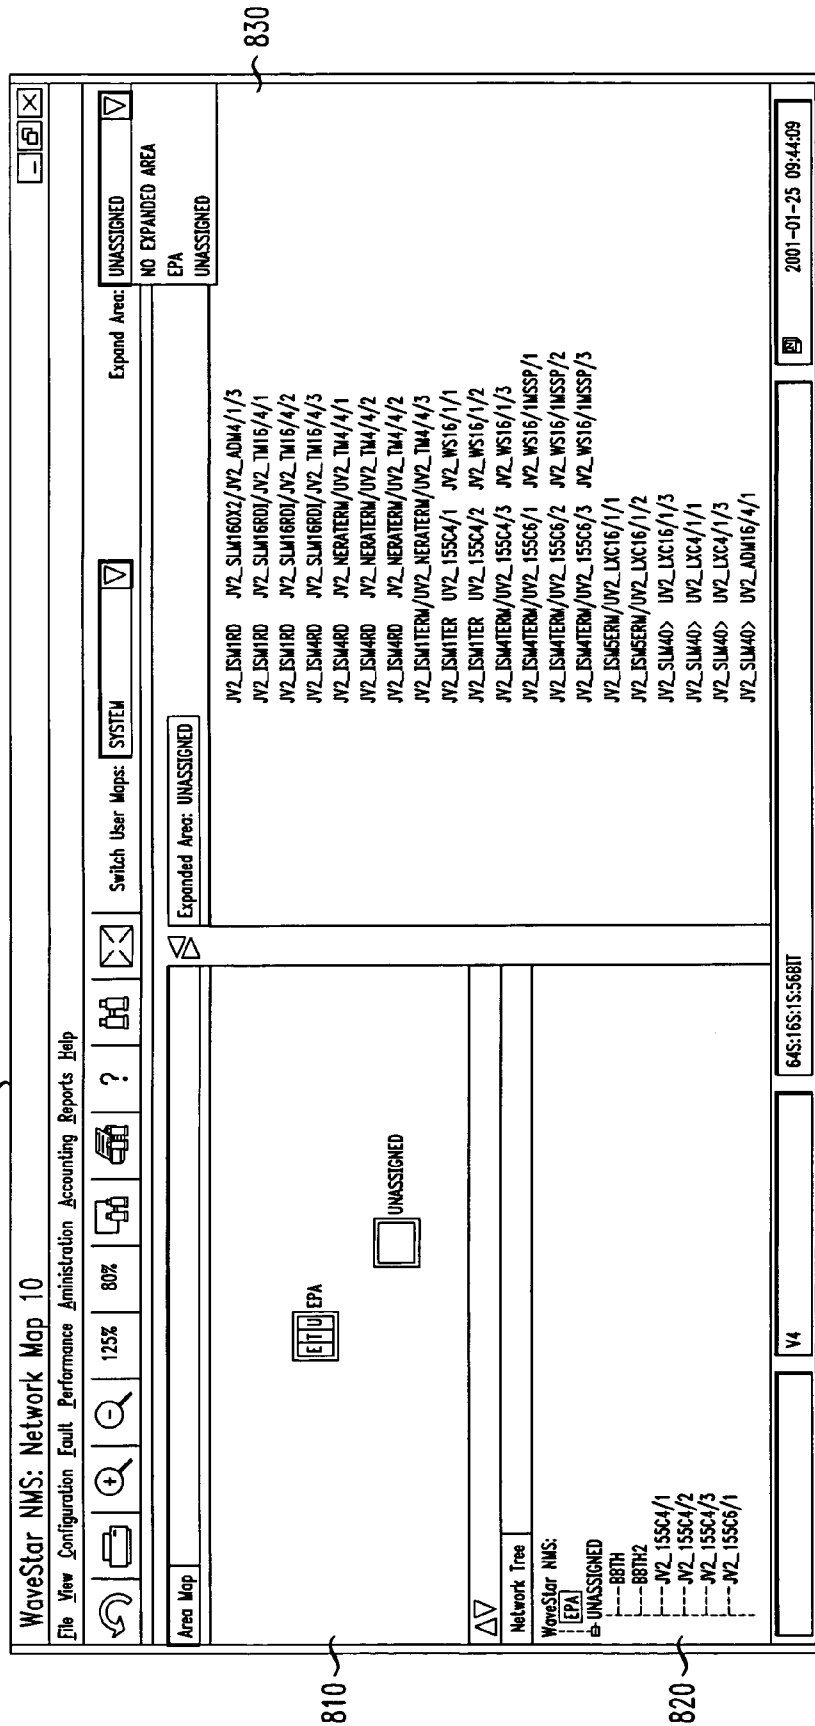 WaveStar NMS: Network Map 10
File View Configuration Fault Performance Aministration Accounting Reports Help
125% 80% ? Switch User Maps: SYSTEM Expand Area: UNASSIGNED
NO EXPANDED AREA
EPA
UNASSIGNED
Area Map
E T U EPA
UNASSIGNED
810
Network Tree
WaveStar NMS:
EPA
UNASSIGNED
BBTH
BBTH2
JV2_155C4/1
JV2_155C4/2
JV2_155C4/3
JV2_155C6/1
820
Expanded Area: UNASSIGNED
JV2_ISM1RD JV2_SLM160X2/JV2_ADM4/1/3
JV2_ISM1RD JV2_SLM16RDI/JV2_TM16/4/1
JV2_ISM1RD JV2_SLM16RDI/JV2_TM16/4/2
JV2_ISM4RD JV2_SLM16RDI/JV2_TM16/4/3
JV2_ISM4RD JV2_NERATERM/UV2_TM4/4/1
JV2_ISM4RD JV2_NERATERM/UV2_TM4/4/2
JV2_ISM4RD JV2_NERATERM/UV2_TM4/4/2
JV2_ISM1TERM/UV2_NERATERM/UV2_TM4/4/3
JV2_ISM1TER UV2_155C4/1 JV2_WS16/1/1
JV2_ISM1TER UV2_155C4/2 JV2_WS16/1/2
JV2_ISM4TERM/UV2_155C4/3 JV2_WS16/1/3
JV2_ISM4TERM/UV2_155C6/1 JV2_WS16/1MSSP/1
JV2_ISM4TERM/UV2_155C6/2 JV2_WS16/1MSSP/2
JV2_ISM4TERM/UV2_155C6/3 JV2_WS16/1MSSP/3
JV2_ISM5ERM/UV2_LXC16/1/1
JV2_ISM5ERM/UV2_LXC16/1/2
JV2_SLM40> UV2_LXC16/1/3
JV2_SLM40> UV2_LXC4/1/1
JV2_SLM40> UV2_LXC4/1/3
JV2_SLM40> UV2_ADM16/4/1
830
V4
64S:16S:1S:56BIT
2001-01-25 09:44:09